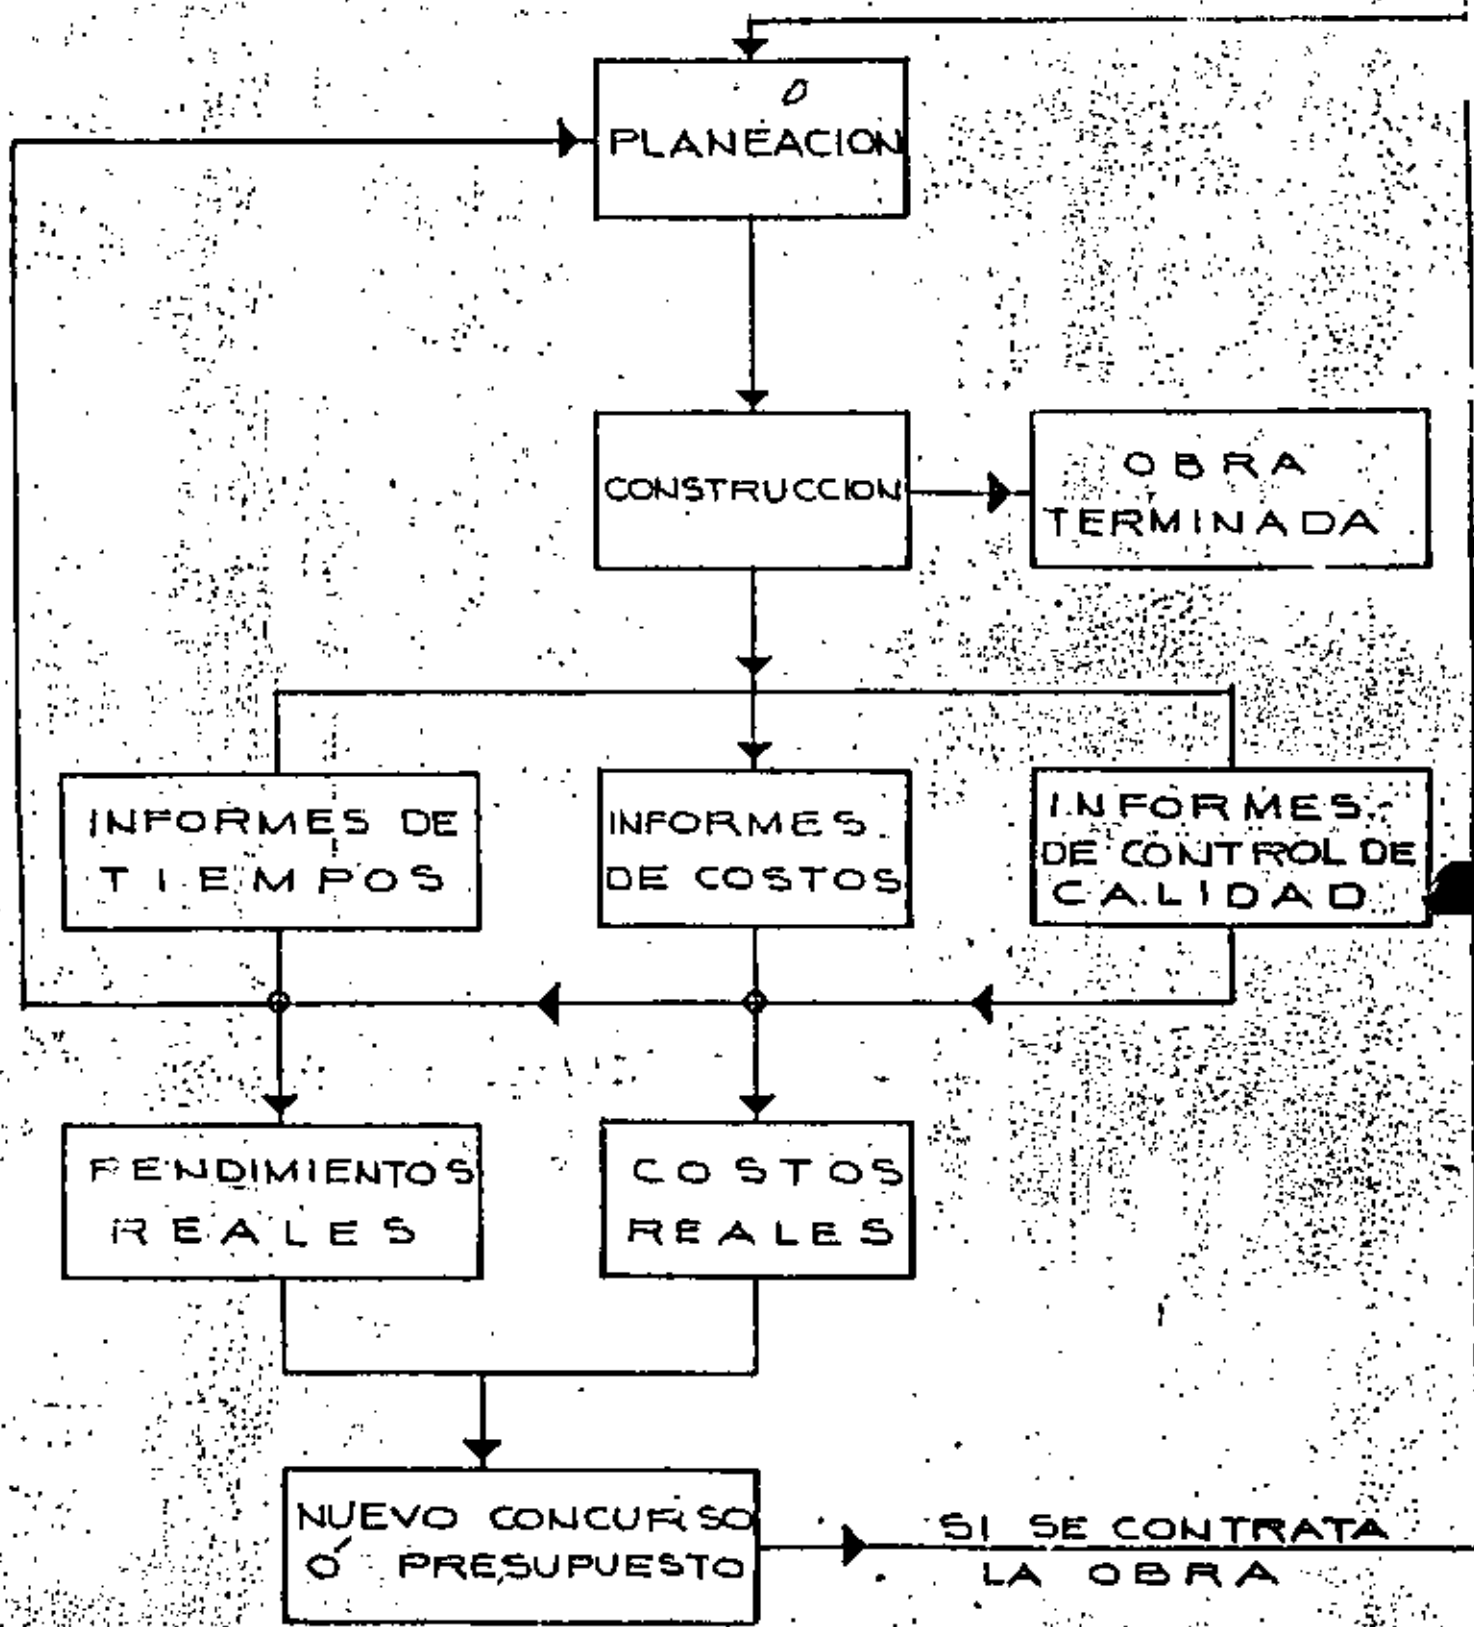 PLANEACION
CONSTRUCCION
OBRA
TERMINADA
INFORMES DE
TIEMPOS
INFORMES
DE COSTOS
INFORMES
DE CONTROL DE
CALIDAD
RENDIMIENTOS
REALES
COSTOS
REALES
NUEVO CONCURSO
Ó PRESUPUESTO
SI SE CONTRATA
LA OBRA